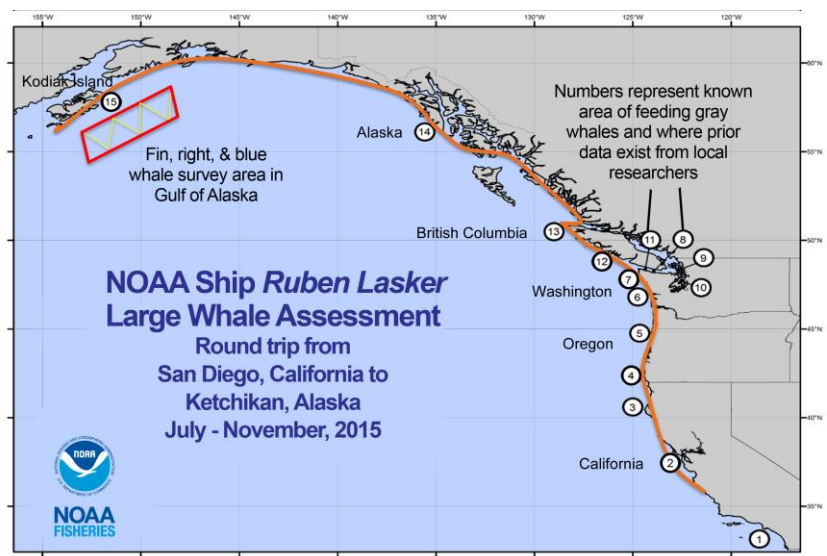 155°W 150°W 145°W 140°W 135°W 130°W 125°W 120°W
60°N
Kodiak Island
15
Numbers represent known
area of feeding gray
whales and where prior
data exist from local
researchers
Alaska 14
55°N
Fin, right, & blue
whale survey area in
Gulf of Alaska
British Columbia 13
11 8
50°N
9
12
10
7
Washington
6
NOAA Ship Ruben Lasker
Large Whale Assessment
Round trip from
San Diego, California to
Ketchikan, Alaska
July - November, 2015
45°N
5
Oregon
4
3
40°N
California 2
35°N
1
NOAA
NOAA
FISHERIES